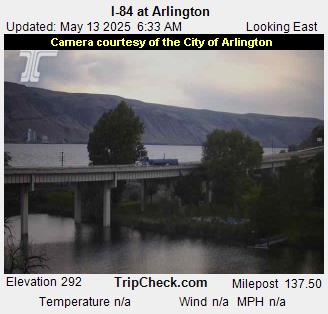 I-84 at Arlington
Updated: May 13 2025 6:33 AM Looking East
Camera courtesy of the City of Arlington
Elevation 292 TripCheck.com Milepost 137.50
Temperature n/a Wind n/a MPH n/a